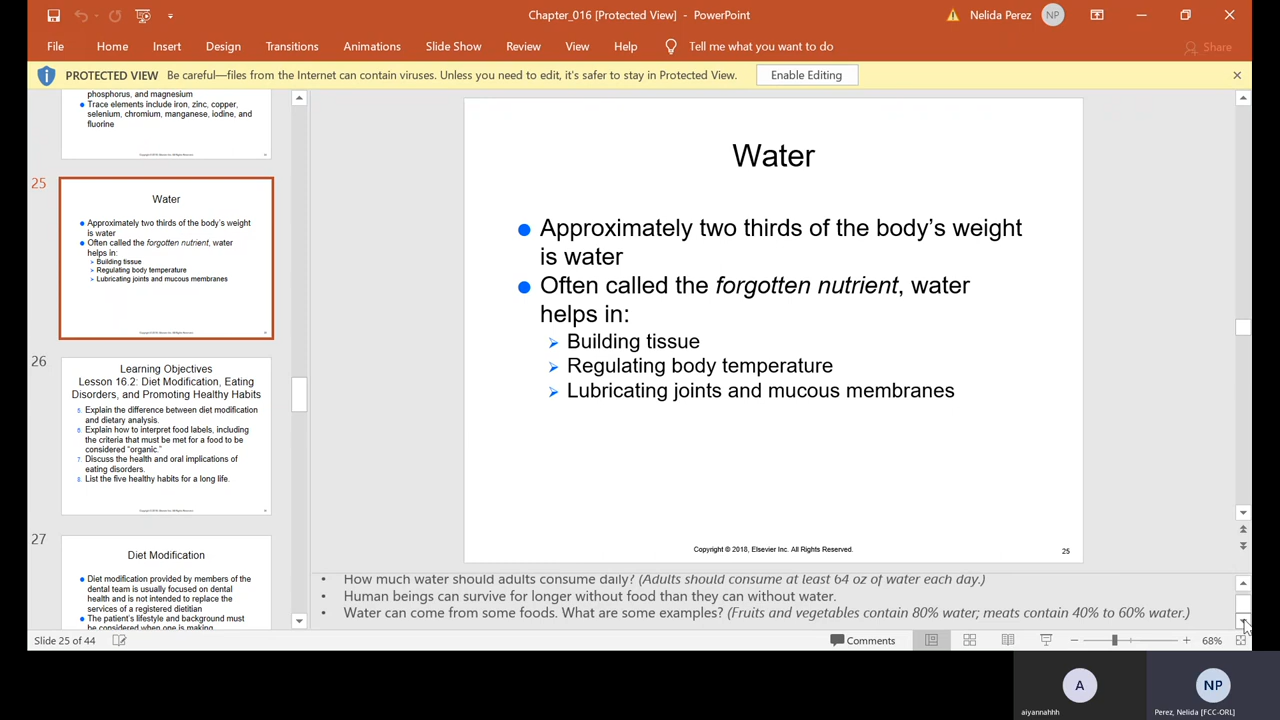 Chapter_016 [Protected View] - PowerPoint
Nelida Perez
NP
File
Home
Insert
Design
Transitions
Animations
Slide Show
Review
View
Help
Tell me what you want to do
Share
PROTECTED VIEW
Be careful—files from the Internet can contain viruses. Unless you need to edit, it's safer to stay in Protected View.
Enable Editing
phosphorus, and magnesium
Trace elements include iron, zinc, copper,
selenium, chromium, manganese, iodine, and
fluorine
25
Water
Approximately two thirds of the body's weight
is water
Often called the forgotten nutrient, water
helps in:
Building tissue
Regulating body temperature
Lubricating joints and mucous membranes
26
Learning Objectives
Lesson 16.2: Diet Modification, Eating
Disorders, and Promoting Healthy Habits
5. Explain the difference between diet modification
and dietary analysis.
6. Explain how to interpret food labels, including
the criteria that must be met for a food to be
considered "organic."
7. Discuss the health and oral implications of
eating disorders.
8. List the five healthy habits for a long life.
27
Diet Modification
Diet modification provided by members of the
dental team is usually focused on dental
health and is not intended to replace the
services of a registered dietitian
The patient's lifestyle and background must
be considered when one is making
Water
Approximately two thirds of the body's weight
is water
Often called the forgotten nutrient, water
helps in:
Building tissue
Regulating body temperature
Lubricating joints and mucous membranes
Copyright © 2018, Elsevier Inc. All Rights Reserved.
25
• How much water should adults consume daily? (Adults should consume at least 64 oz of water each day.)
• Human beings can survive for longer without food than they can without water.
• Water can come from some foods. What are some examples? (Fruits and vegetables contain 80% water; meats contain 40% to 60% water.)
Slide 25 of 44
Comments
68%
A
aiyannahhh
NP
Perez, Nelida [FCC-ORL]